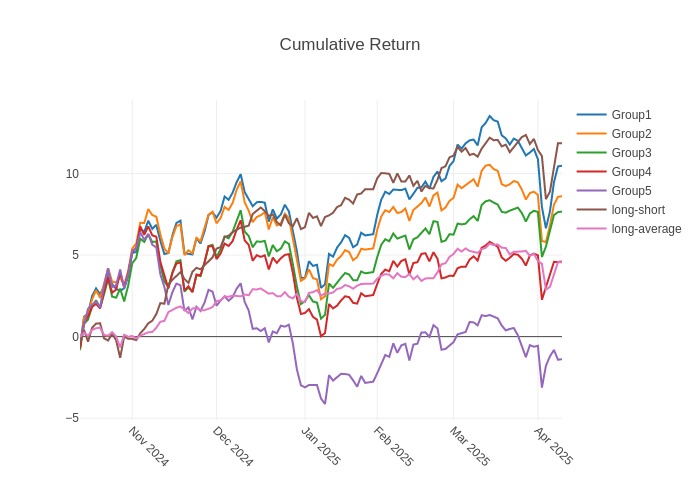 Cumulative Return
Group1
Group2
Group3
Group4
Group5
long-short
long-average
10
5
0
−5
Nov 2024
Dec 2024
Jan 2025
Feb 2025
Mar 2025
Apr 2025